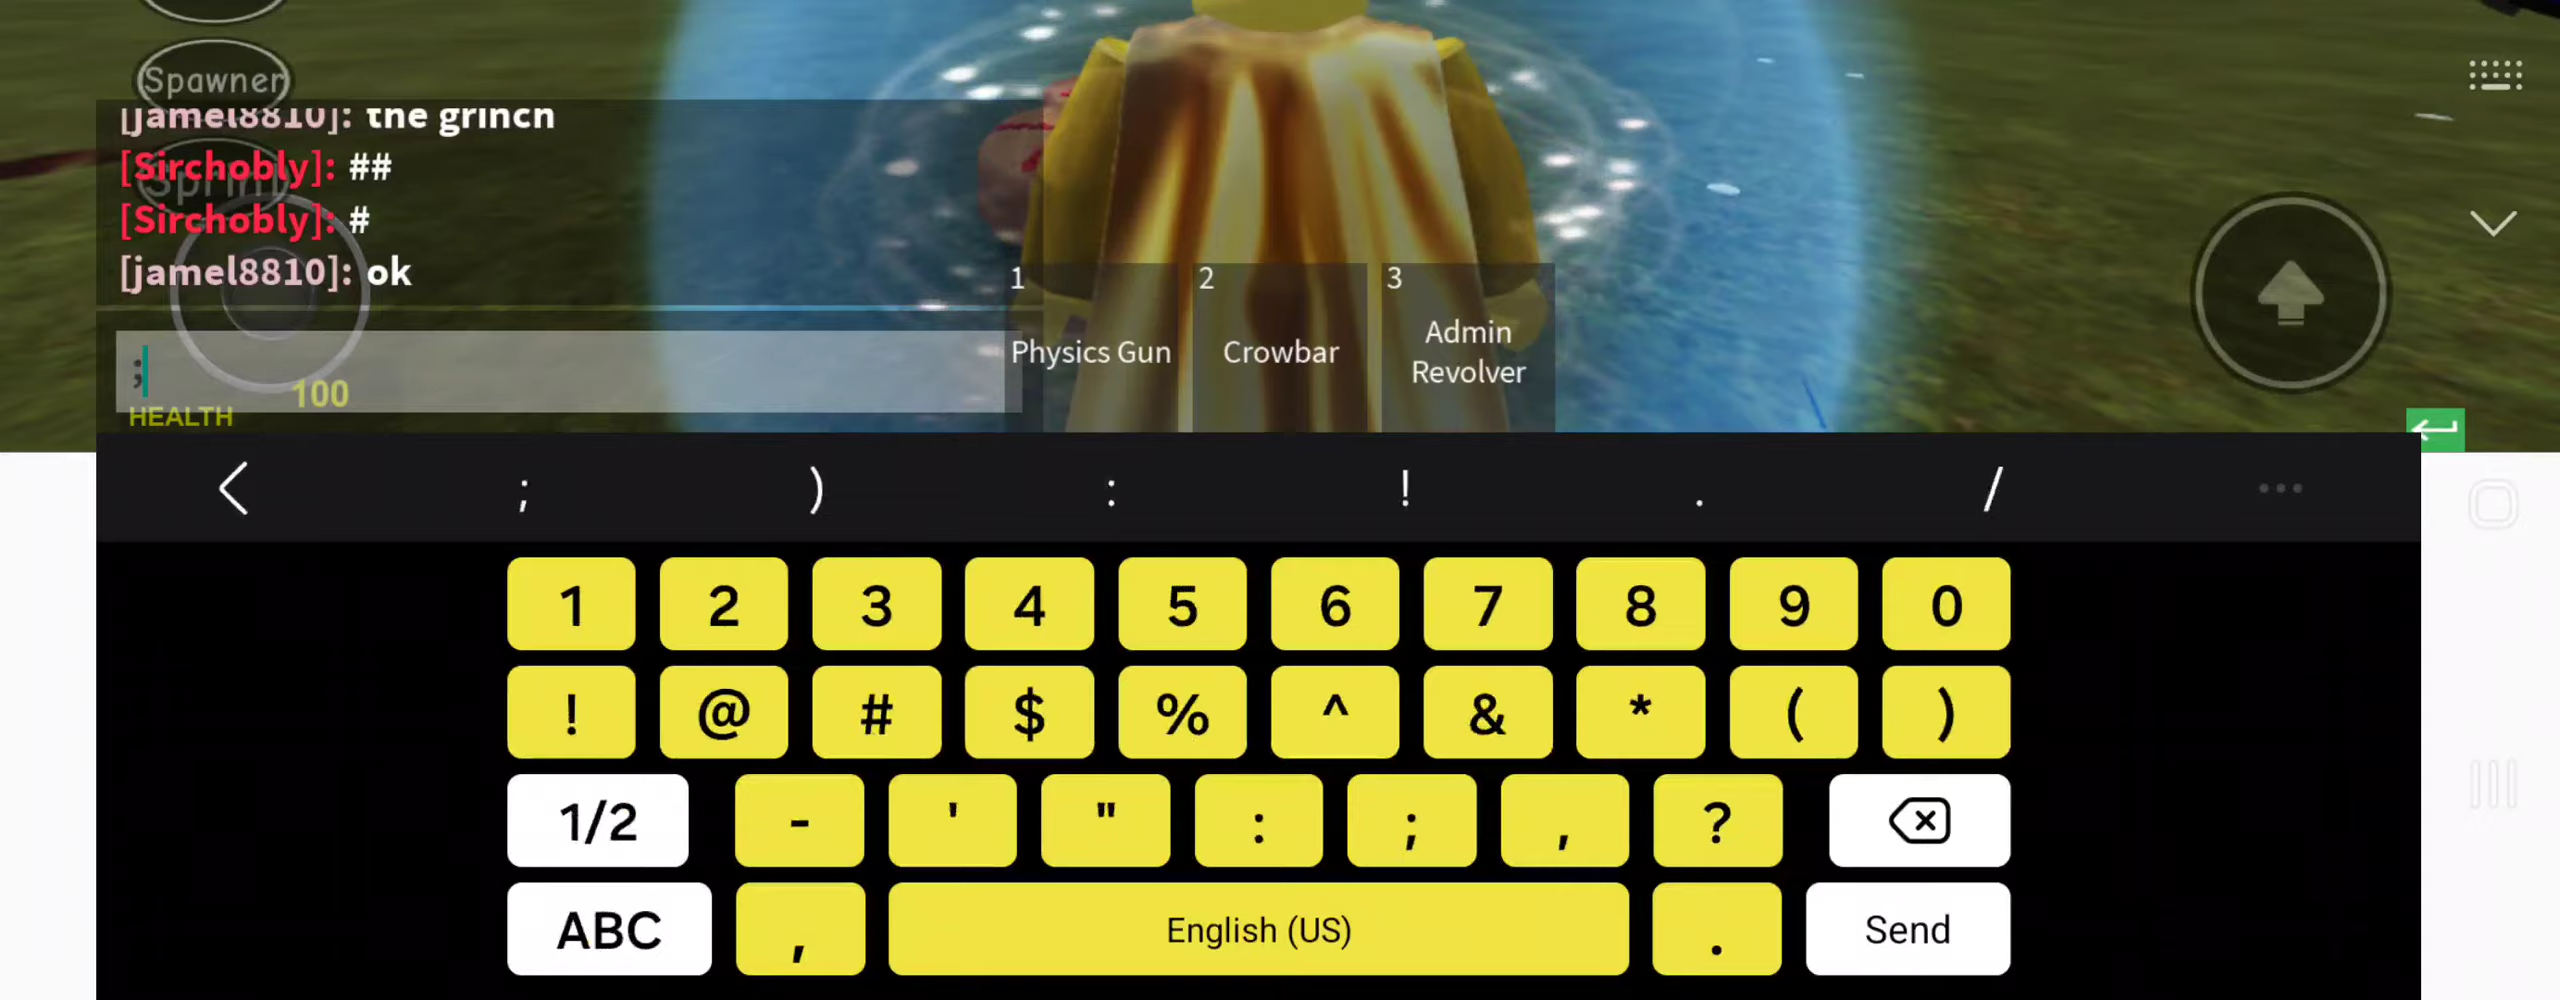 Spawner
[jamel8810]: the grinch
[Sirchobly]: ##
Sprint
[Sirchobly]: #
[jamel8810]: ok
1
2
3
Physics Gun
Crowbar
Admin
Revolver
;
100
HEALTH
; ) : ! . /
1 2 3 4 5 6 7 8 9 0
! @ # $ % ^ & * ( )
1/2 - ' " : ; , ?
ABC , English (US) . Send